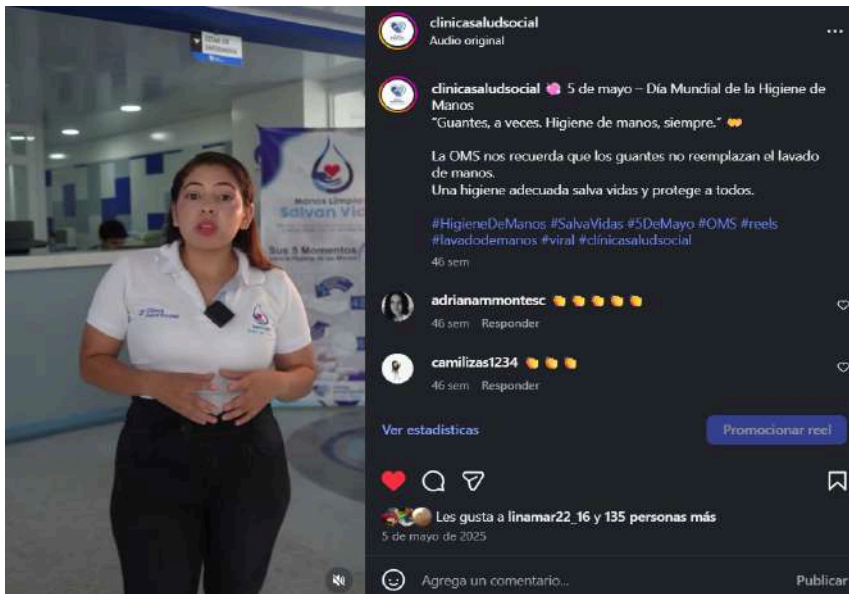 clinicasaludsocial
Audio original
clinicasaludsocial 5 de mayo – Día Mundial de la Higiene de
Manos
"Guantes, a veces. Higiene de manos, siempre."
La OMS nos recuerda que los guantes no reemplazan el lavado
de manos.
Una higiene adecuada salva vidas y protege a todos.
#HigieneDeManos #SalvaVidas #5DeMayo #OMS #reels
#lavadodemanos #viral #clínicasaludsocial
46 sem
adrianammontesc
46 sem Responder
camilizas1234
46 sem Responder
Ver estadísticas
Promocionar reel
Les gusta a linamar22_16 y 135 personas más
5 de mayo de 2025
Agrega un comentario...
Publicar
Manos Limpias
Salvan Vid
Sus 5 Momentos